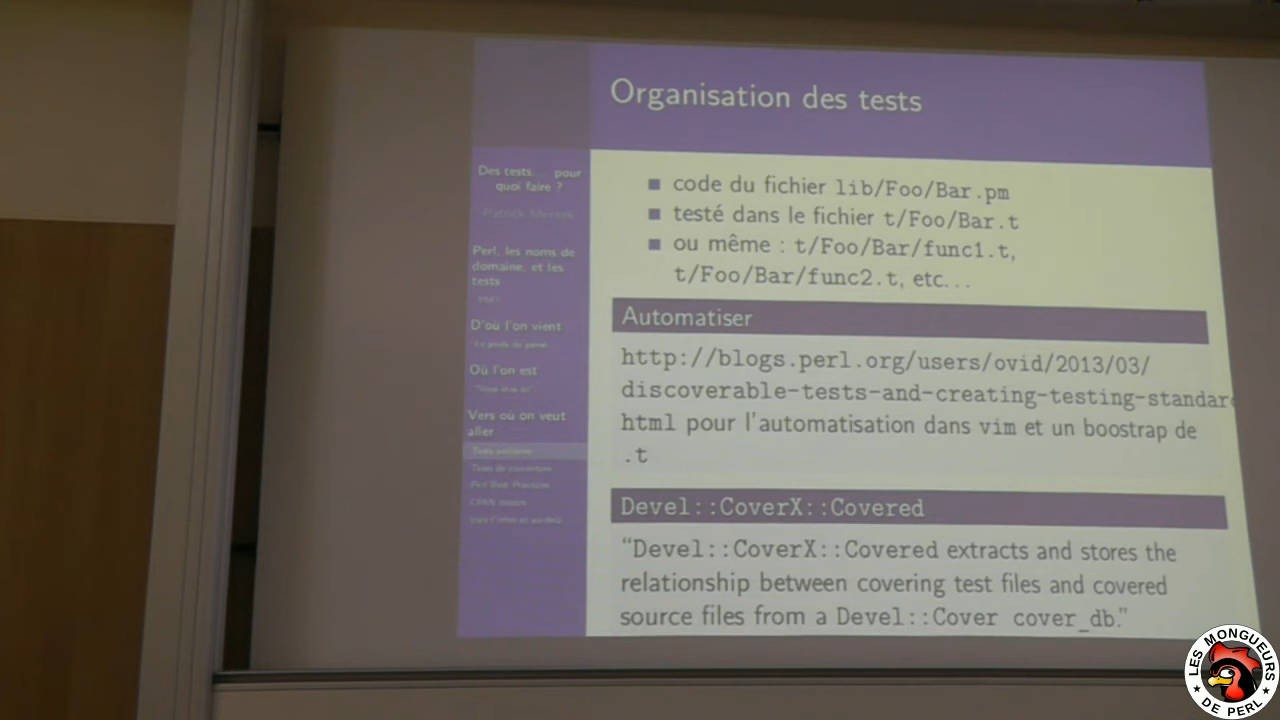 Organisation des tests
Des tests... pour
quoi faire ?
Perl, les noms de
domaine, et les
tests
D'où l'on vient
Où l'on est
Vers où on veut
aller
code du fichier lib/Foo/Bar.pm
testé dans le fichier t/Foo/Bar.t
ou même : t/Foo/Bar/func1.t,
t/Foo/Bar/func2.t, etc...
Automatiser
http://blogs.perl.org/users/ovid/2013/03/
discoverable-tests-and-creating-testing-standar
html pour l'automatisation dans vim et un boostrap de
.t
Devel::CoverX::Covered
“Devel::CoverX::Covered extracts and stores the
relationship between covering test files and covered
source files from a Devel::Cover cover_db.”
LES MONGUEURS
DE PERL